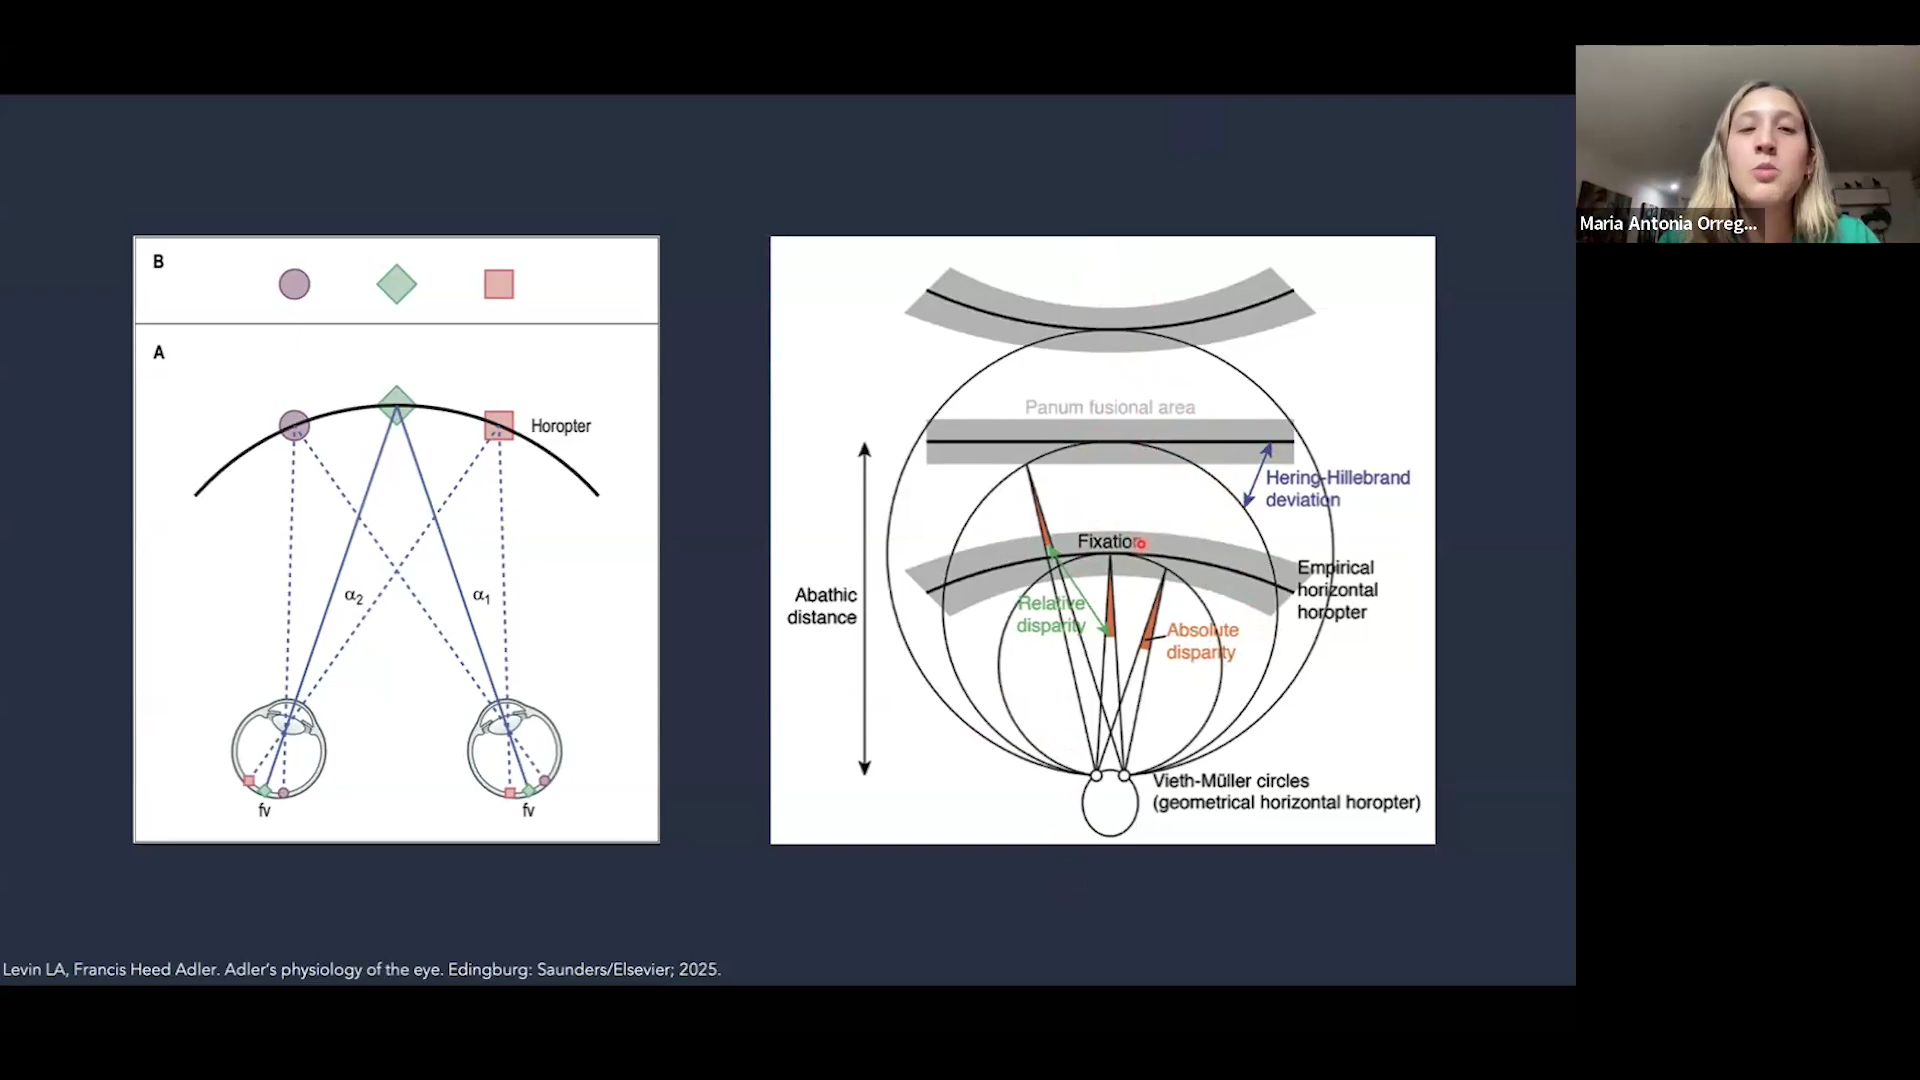 B
A
Horopter
α2
α1
fv
fv
Panum fusional area
Hering-Hillebrand
deviation
Fixation
Empirical
horizontal
horopter
Abathic
distance
Relative
disparity
Absolute
disparity
Vieth-Müller circles
(geometrical horizontal horopter)
Levin LA, Francis Heed Adler. Adler's physiology of the eye. Edingburg: Saunders/Elsevier; 2025.
Maria Antonia Orreg...